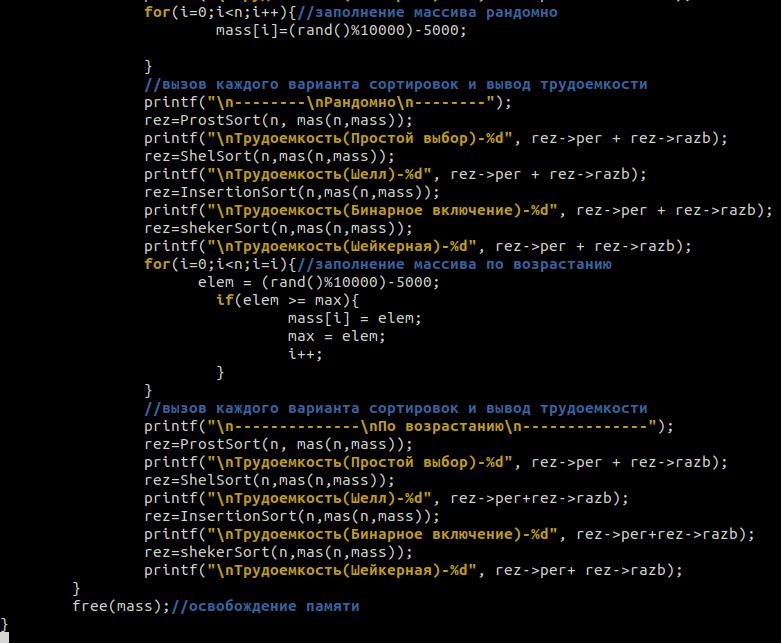 for(i=0;i<n;i++){//заполнение массива рандомно
mass[i]=(rand()%10000)-5000;
}
//вызов каждого варианта сортировок и вывод трудоемкости
printf("\n--------\nРандомно\n--------");
rez=ProstSort(n, mas(n,mass));
printf("\nТрудоемкость(Простой выбор)-%d", rez->per + rez->razb);
rez=ShelSort(n,mas(n,mass));
printf("\nТрудоемкость(Шелл)-%d", rez->per + rez->razb);
rez=InsertionSort(n,mas(n,mass));
printf("\nТрудоемкость(Бинарное включение)-%d", rez->per + rez->razb);
rez=shekerSort(n,mas(n,mass));
printf("\nТрудоемкость(Шейкерная)-%d", rez->per + rez->razb);
for(i=0;i<n;i=i){//заполнение массива по возрастанию
elem = (rand()%10000)-5000;
if(elem >= max){
mass[i] = elem;
max = elem;
i++;
}
}
//вызов каждого варианта сортировок и вывод трудоемкости
printf("\n--------------\nПо возрастанию\n--------------");
rez=ProstSort(n, mas(n,mass));
printf("\nТрудоемкость(Простой выбор)-%d", rez->per + rez->razb);
rez=ShelSort(n,mas(n,mass));
printf("\nТрудоемкость(Шелл)-%d", rez->per+rez->razb);
rez=InsertionSort(n,mas(n,mass));
printf("\nТрудоемкость(Бинарное включение)-%d", rez->per+rez->razb);
rez=shekerSort(n,mas(n,mass));
printf("\nТрудоемкость(Шейкерная)-%d", rez->per+ rez->razb);
}
free(mass);//освобождение памяти
}